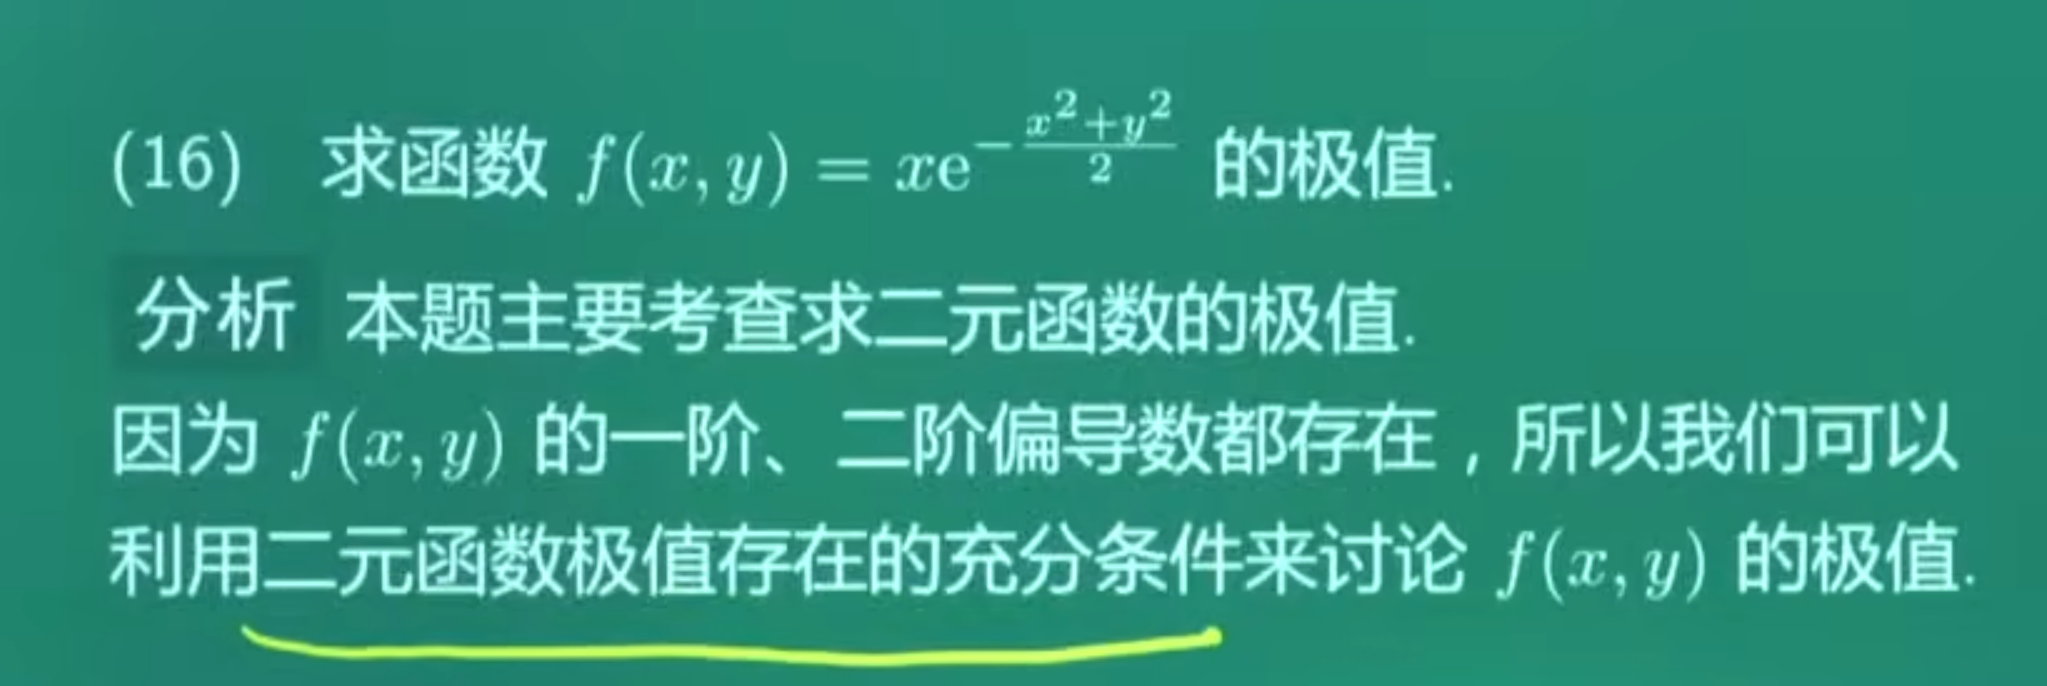 (16) 求函数 f(x, y) = xe^{-\frac{x^2+y^2}{2}} 的极值.
分析 本题主要考查求二元函数的极值.
因为 f(x, y) 的一阶、二阶偏导数都存在，所以我们可以
利用二元函数极值存在的充分条件来讨论 f(x, y) 的极值.